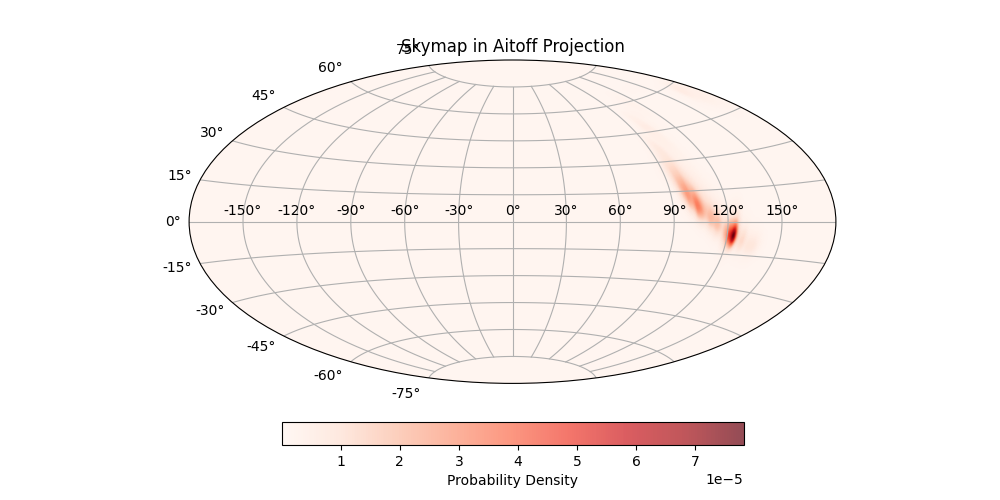 Skymap in Aitoff Projection
75°
60°
45°
30°
15°
-150° -120° -90° -60° -30° 0° 30° 60° 90° 120° 150°
0°
-15°
-30°
-45°
-60°
-75°
1 2 3 4 5 6 7
1e−5
Probability Density